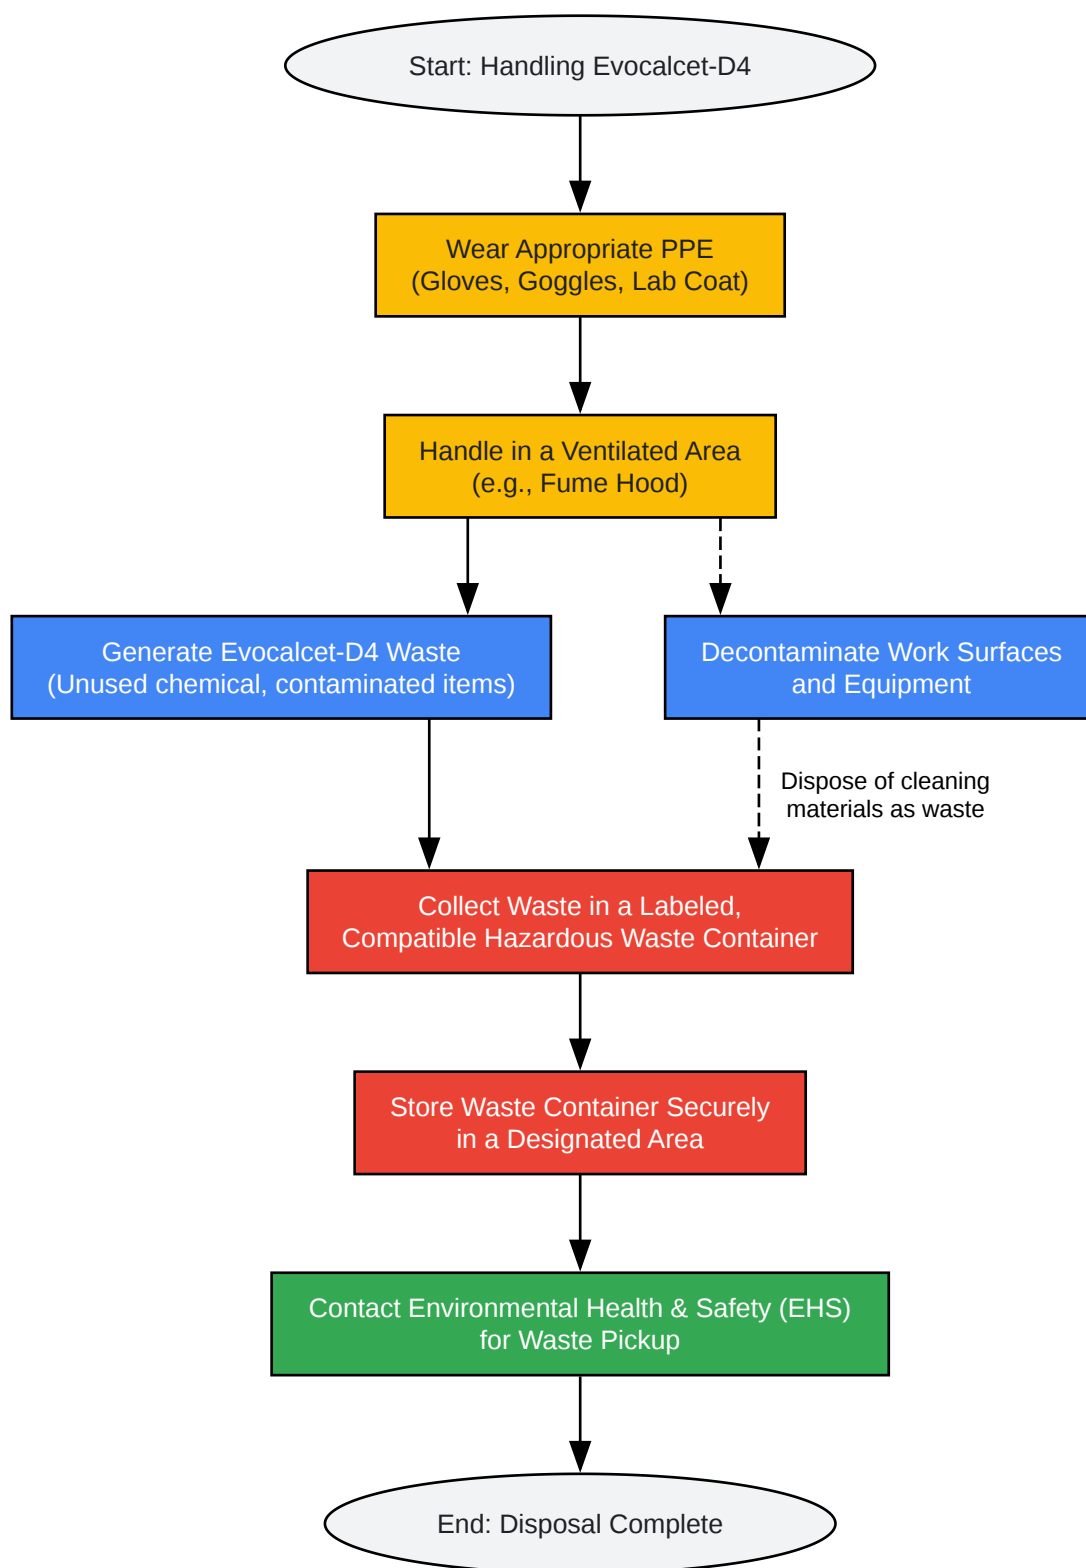 Start: Handling Evocalcet-D4
Wear Appropriate PPE
(Gloves, Goggles, Lab Coat)
Handle in a Ventilated Area
(e.g., Fume Hood)
Generate Evocalcet-D4 Waste
(Unused chemical, contaminated items)
Decontaminate Work Surfaces
and Equipment
Dispose of cleaning
materials as waste
Collect Waste in a Labeled,
Compatible Hazardous Waste Container
Store Waste Container Securely
in a Designated Area
Contact Environmental Health & Safety (EHS)
for Waste Pickup
End: Disposal Complete